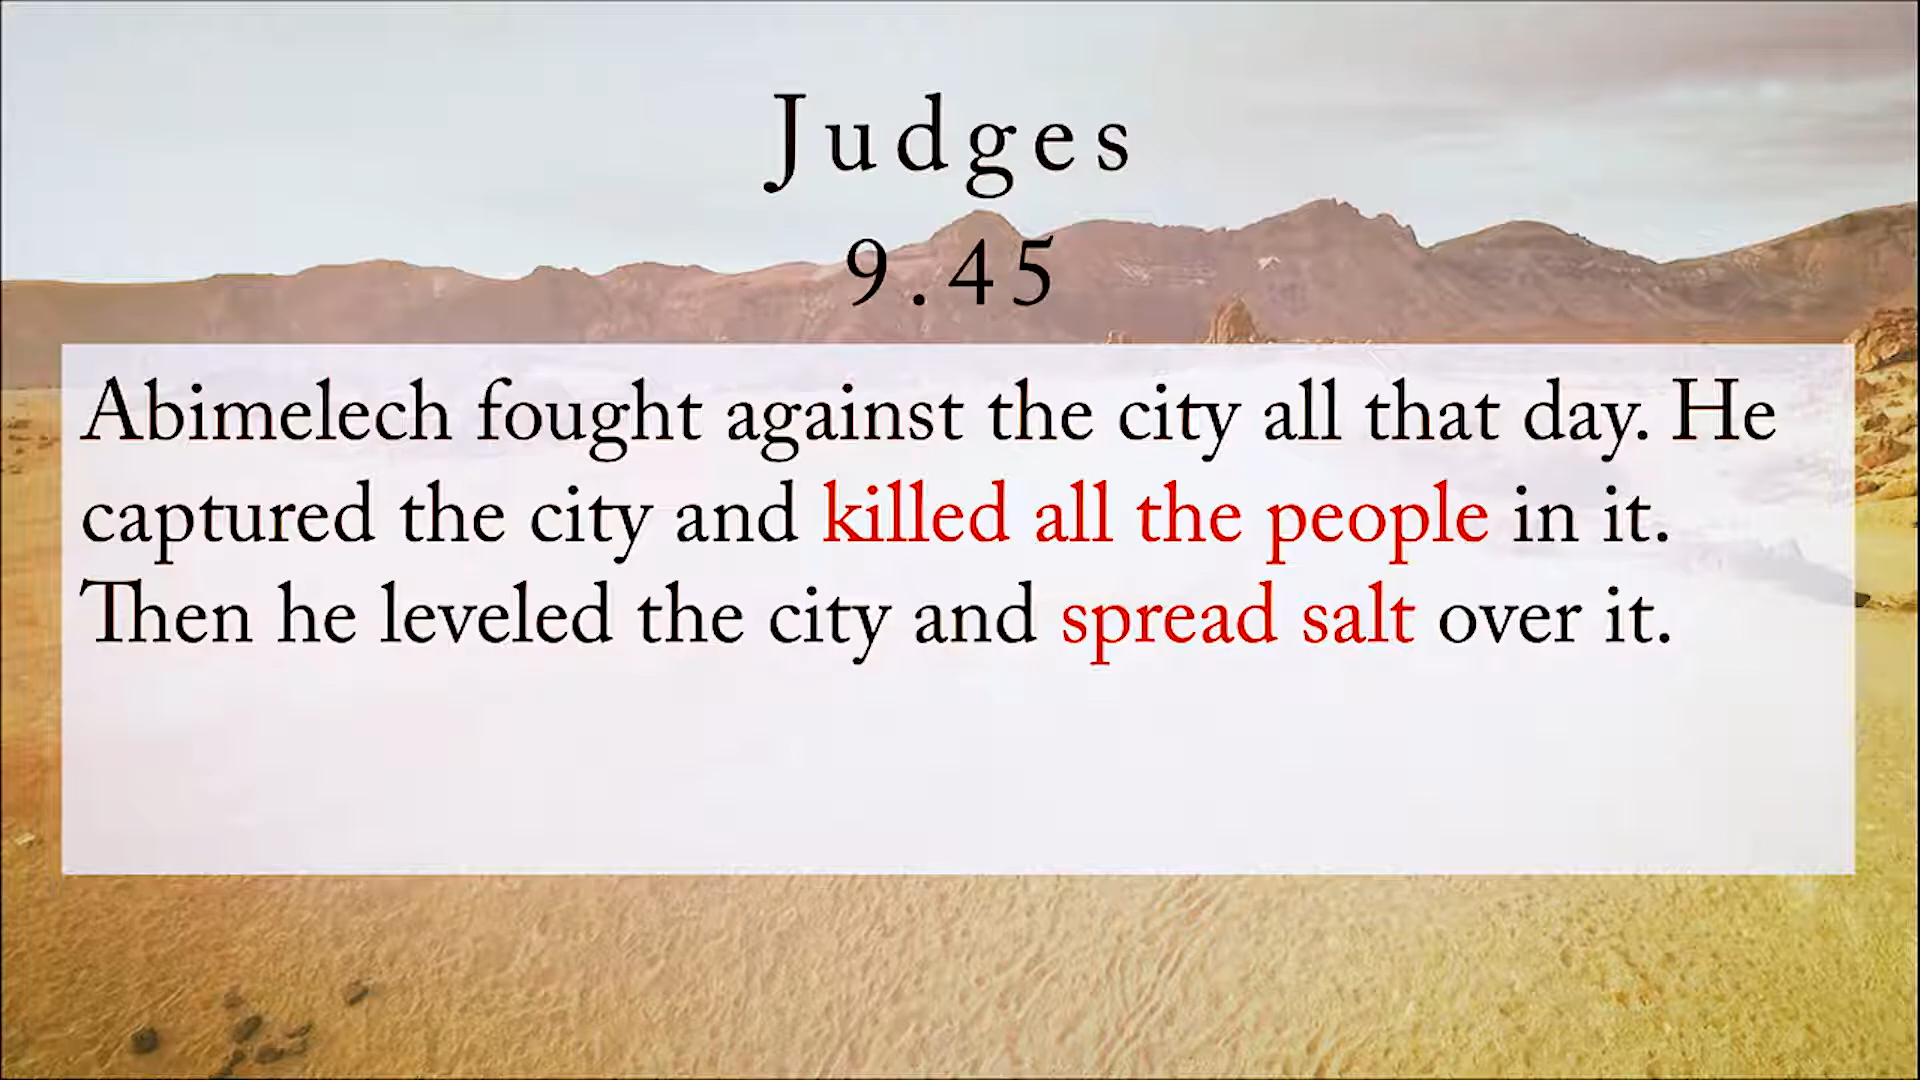 Judges
9.45
Abimelech fought against the city all that day. He
captured the city and killed all the people in it.
Then he leveled the city and spread salt over it.